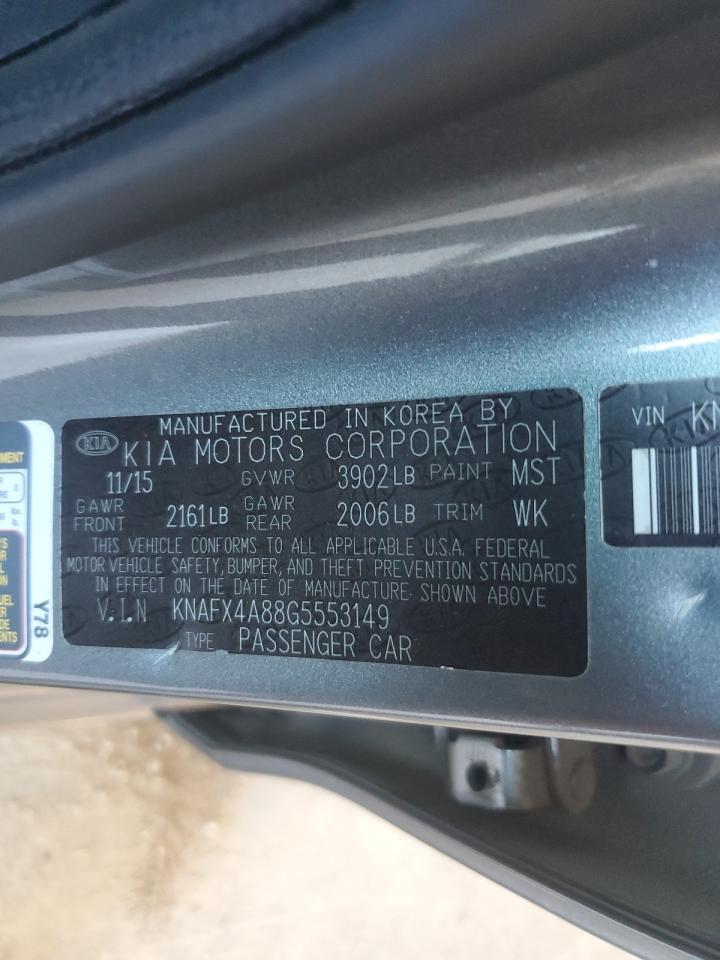 MANUFACTURED IN KOREA BY
KIA KIA MOTORS CORPORATION
11/15 GVWR 3902LB PAINT MST
GAWR FRONT 2161LB GAWR REAR 2006LB TRIM WK
THIS VEHICLE CONFORMS TO ALL APPLICABLE U.S.A. FEDERAL
MOTOR VEHICLE SAFETY, BUMPER, AND THEFT PREVENTION STANDARDS
IN EFFECT ON THE DATE OF MANUFACTURE SHOWN ABOVE
V.I.N KNAFX4A88G5553149
TYPE PASSENGER CAR
Y78
VIN KN